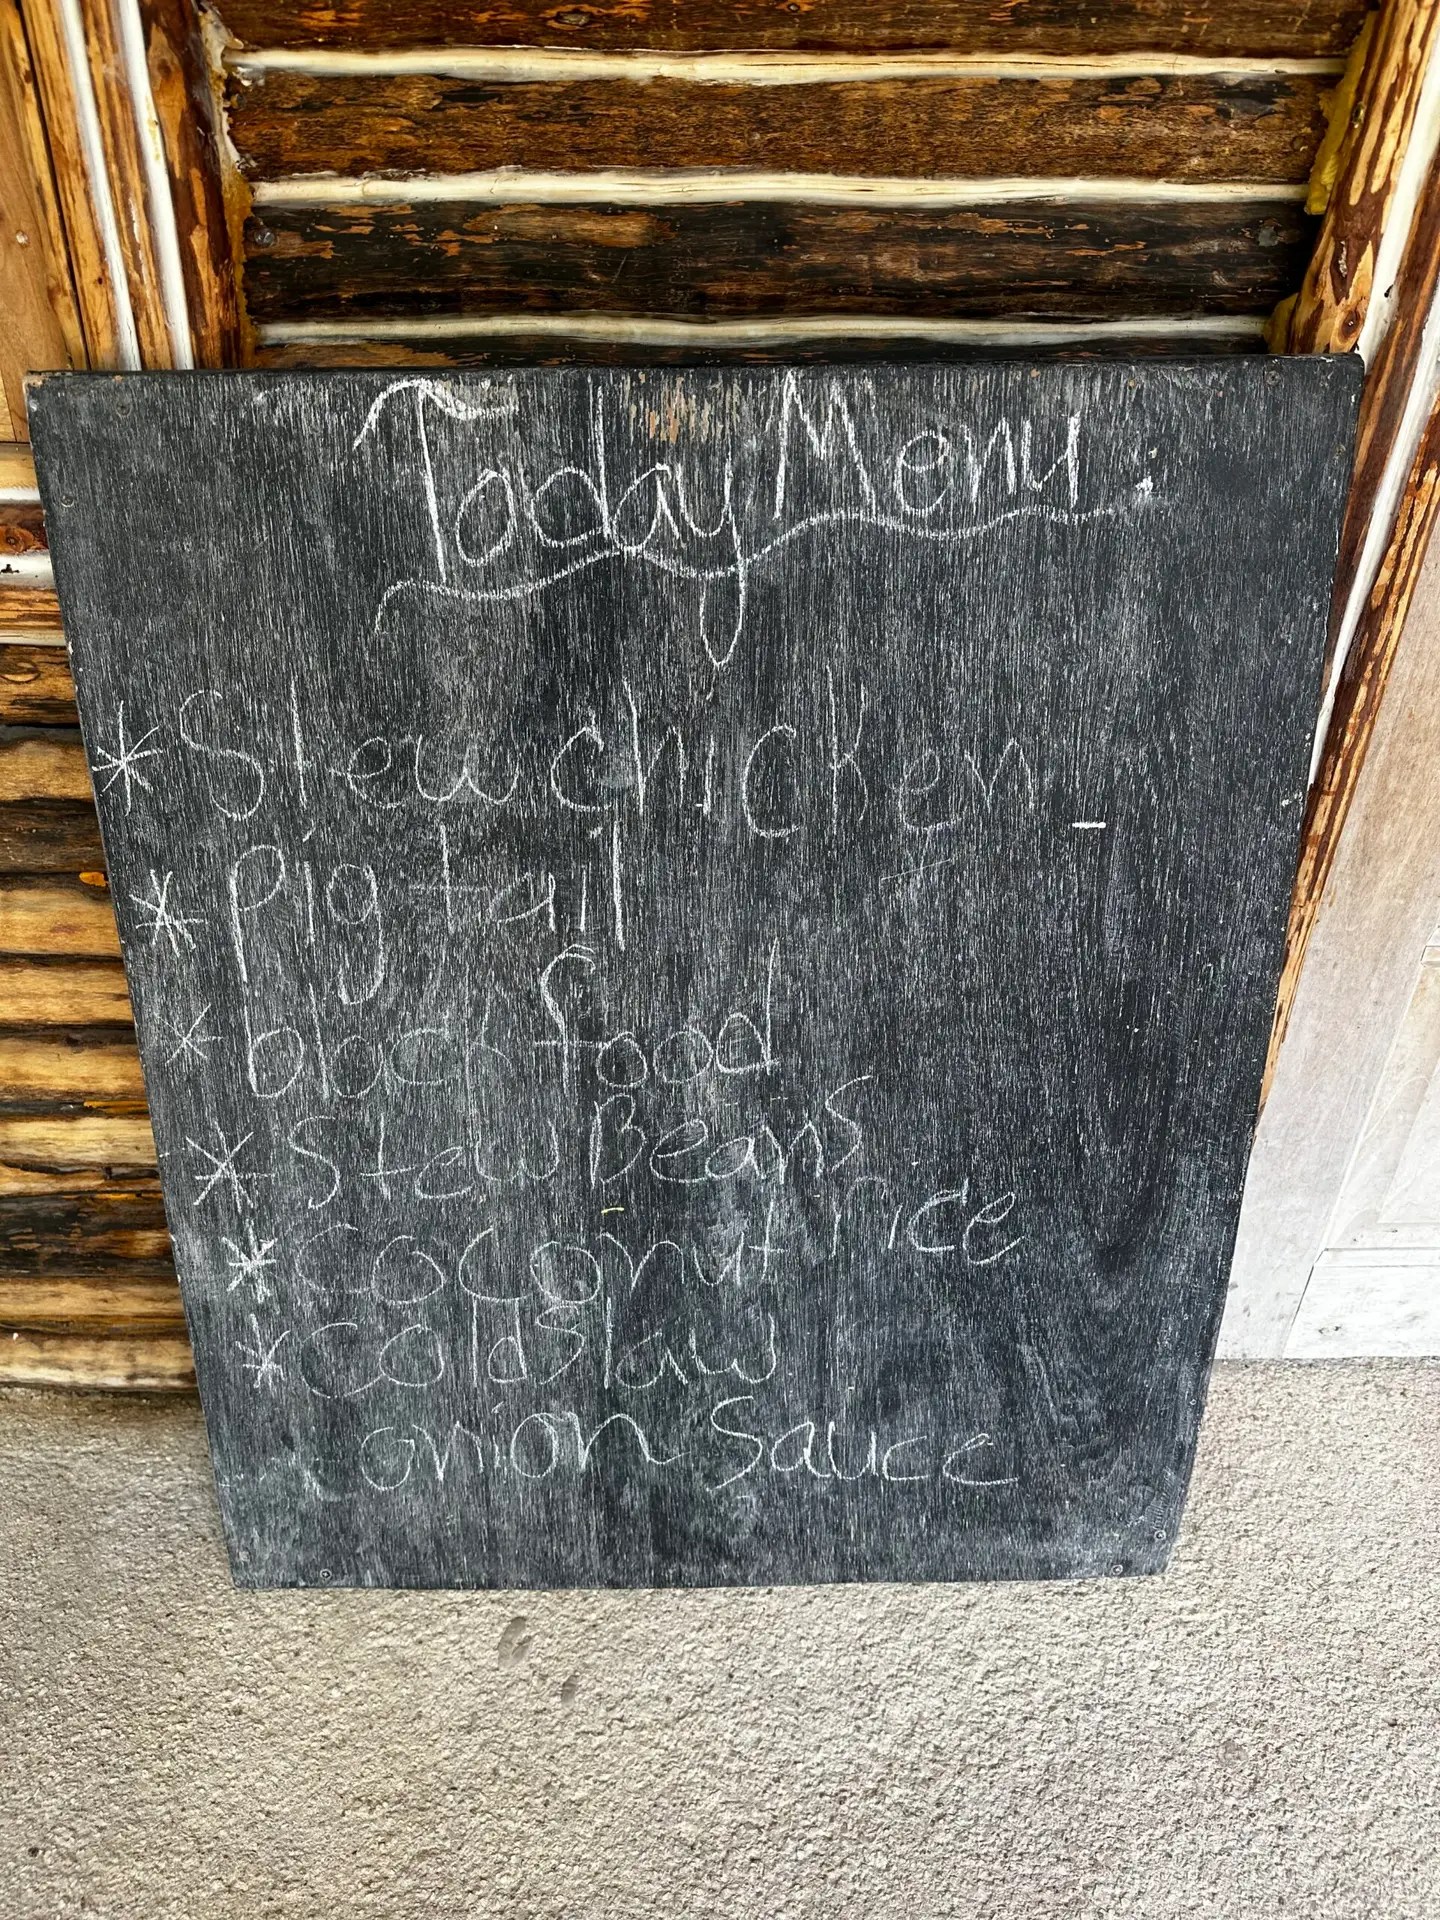 Today Menu.
* Stew chicken
* Pig tail
* black food
* Stew Beans
* Coconut rice
* coldslaw
onion Sauce